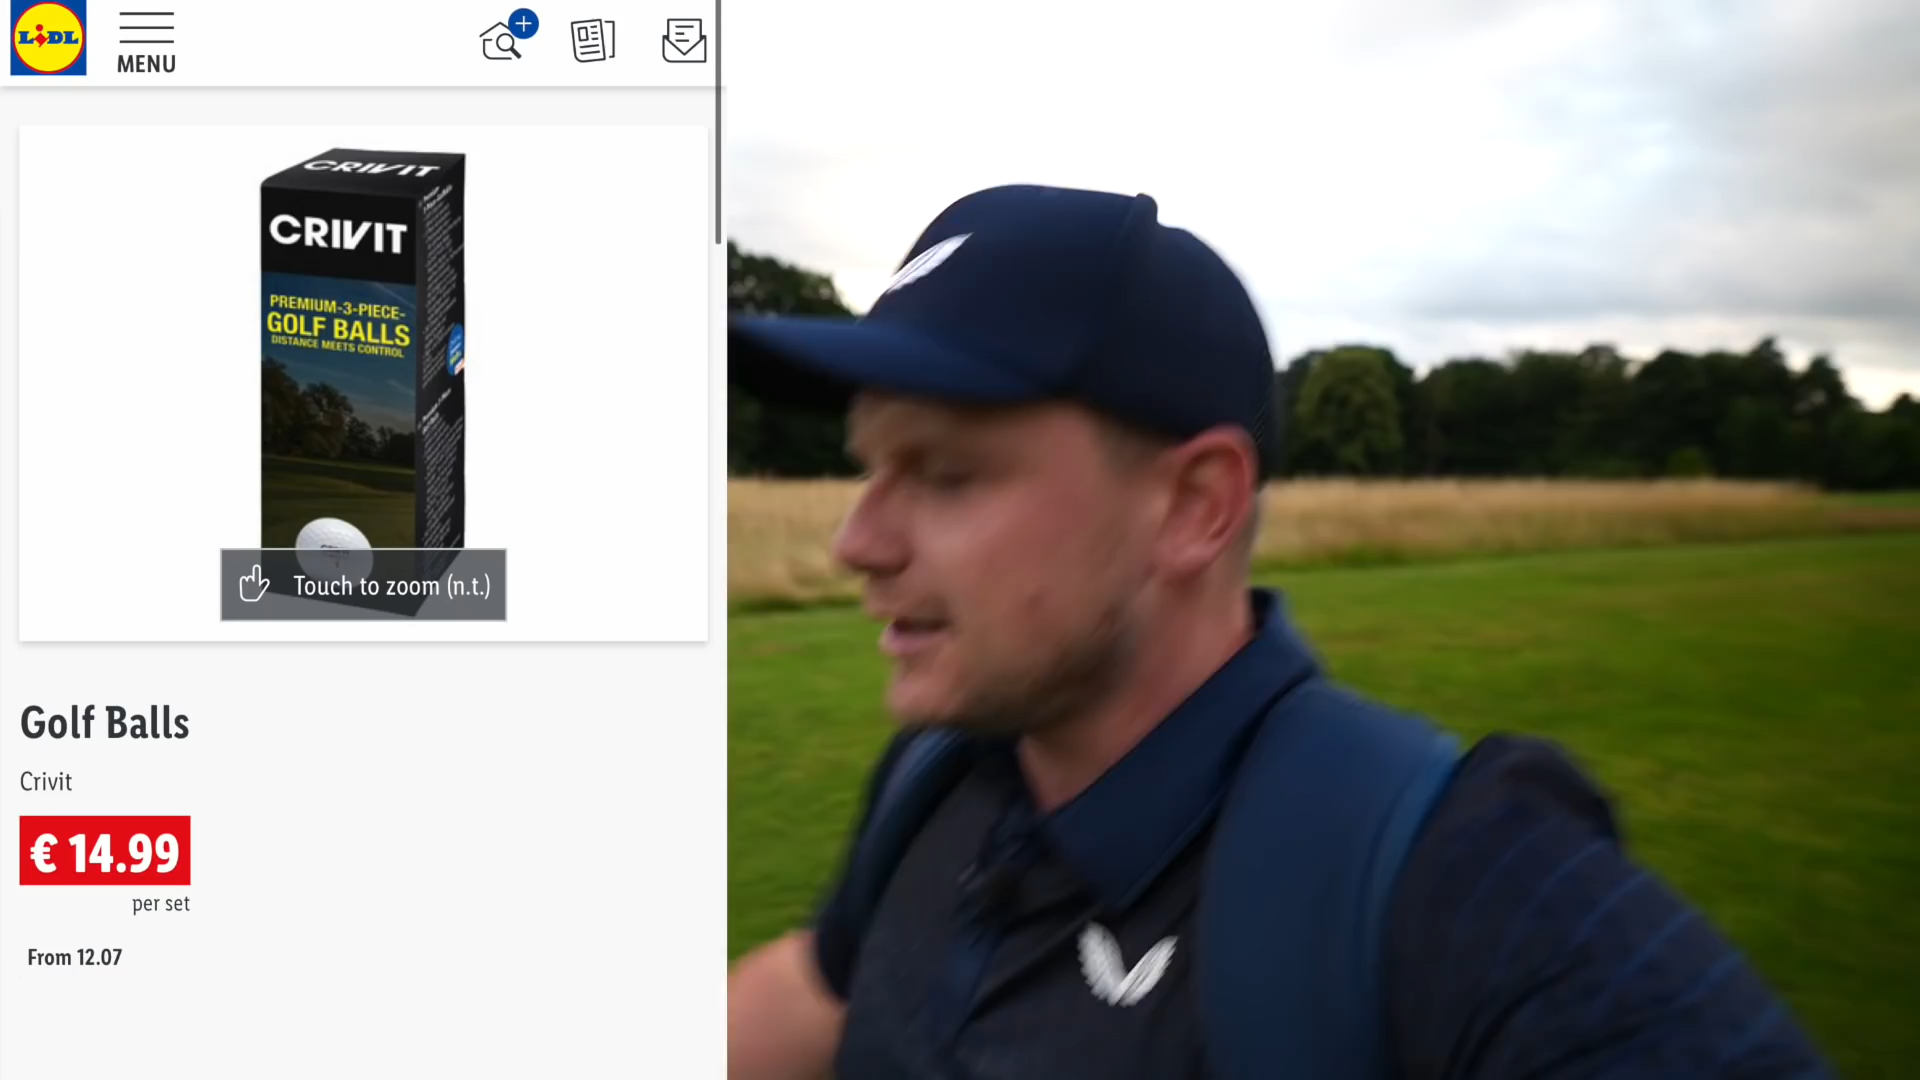 LIDL
MENU
CRIVIT
CRIVIT
PREMIUM-3-PIECE-
GOLF BALLS
DISTANCE MEETS CONTROL
Touch to zoom (n.t.)
Golf Balls
Crivit
€ 14.99
per set
From 12.07